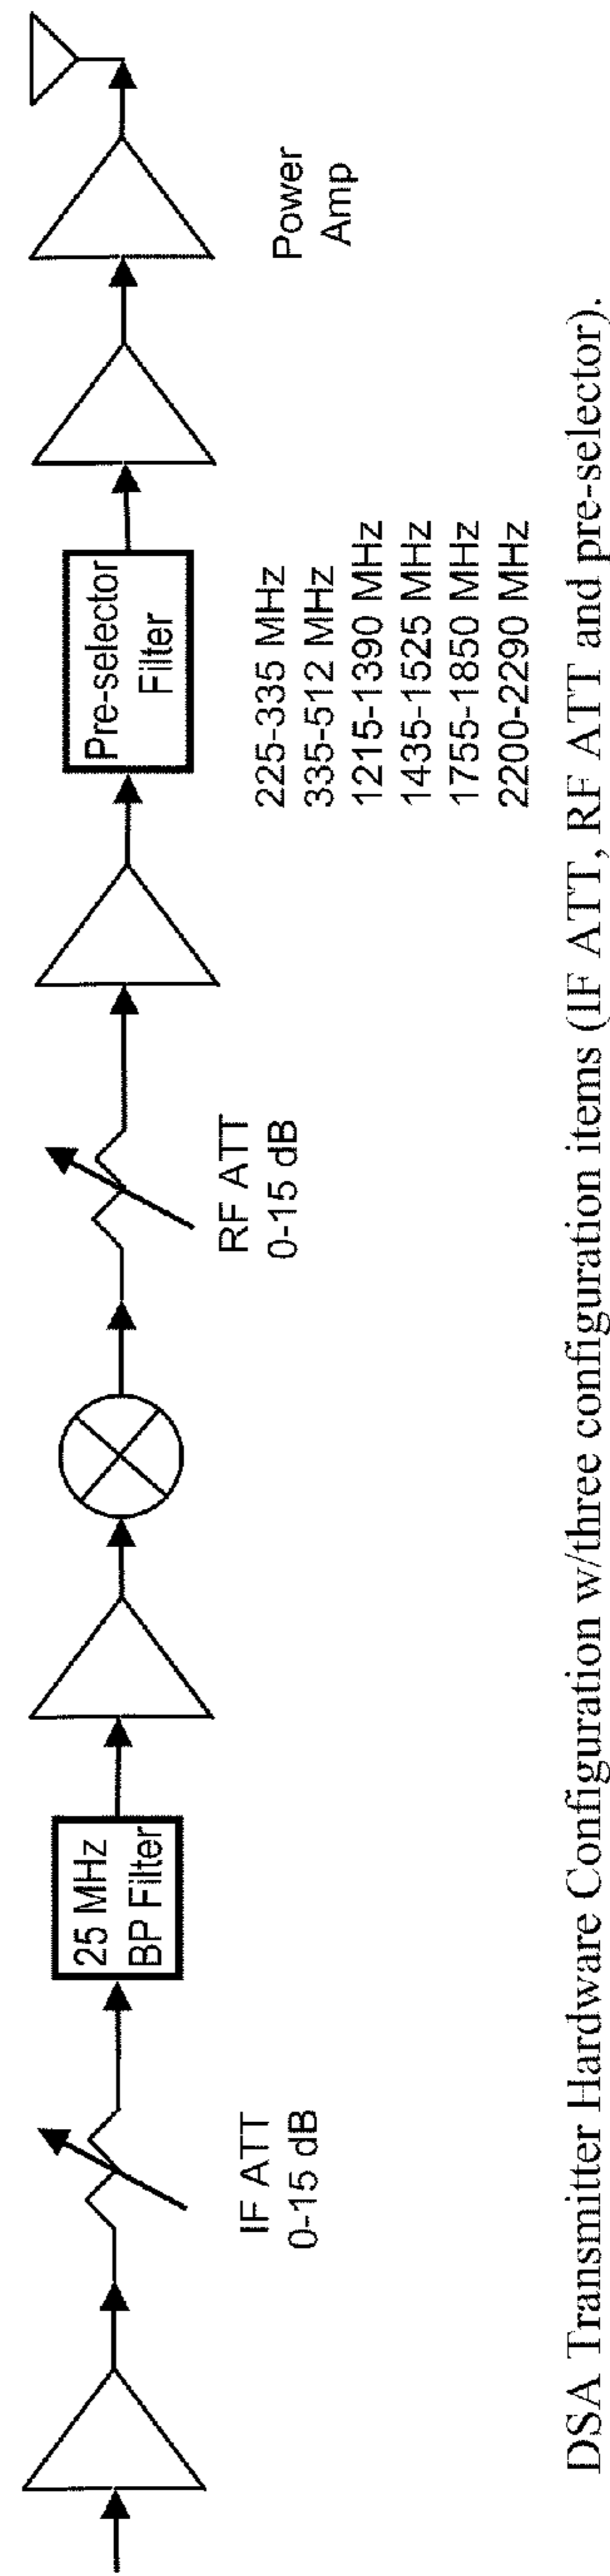 IF ATT
0-15 dB
25 MHz
BP Filter
RF ATT
0-15 dB
Pre-selector
Filter
225-335 MHz
335-512 MHz
1215-1390 MHz
1435-1525 MHz
1755-1850 MHz
2200-2290 MHz
Power
Amp
DSA Transmitter Hardware Configuration w/three configuration items (IF ATT, RF ATT and pre-selector).